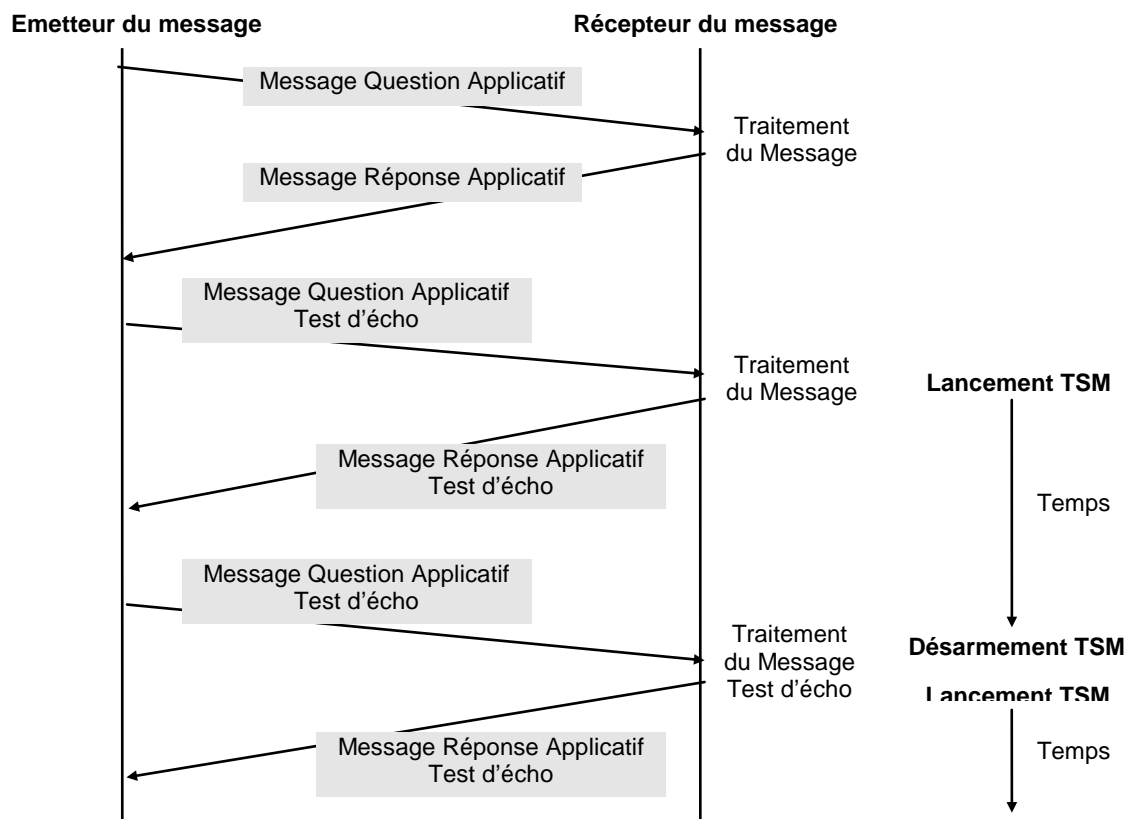 Emetteur du message
Récepteur du message
Message Question Applicatif
Traitement
du Message
Message Réponse Applicatif
Message Question Applicatif
Test d'écho
Traitement
du Message
Lancement TSM
Message Réponse Applicatif
Test d'écho
Temps
Message Question Applicatif
Test d'écho
Traitement
du Message
Test d'écho
Désarmement TSM
Lancement TSM
Message Réponse Applicatif
Test d'écho
Temps